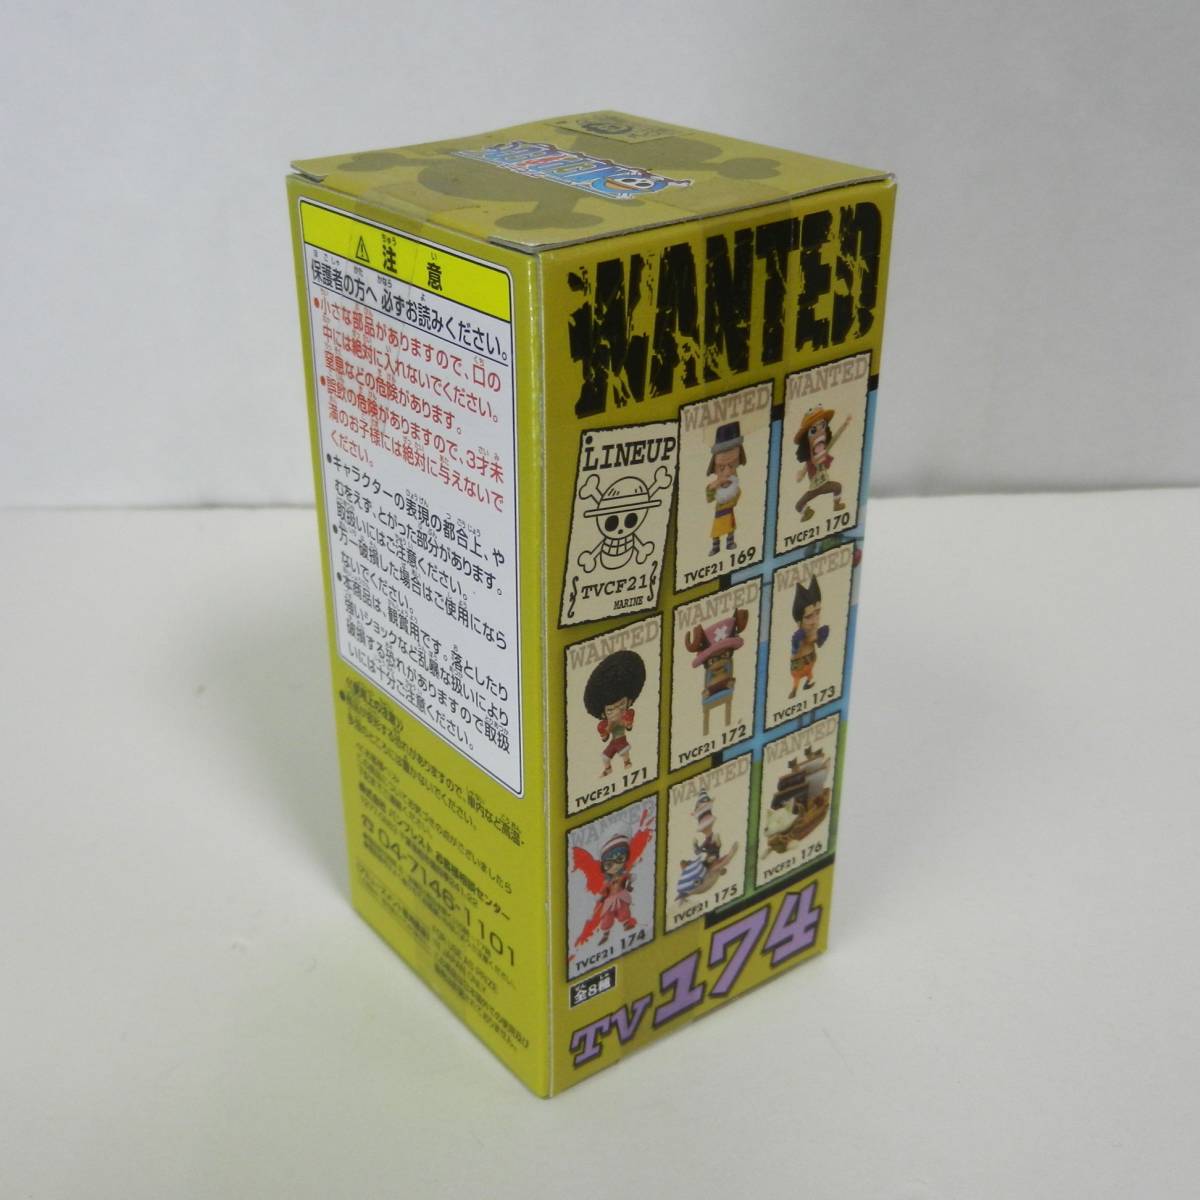 ONE PIECE
注意
保護者の方へ 必ずお読みください。
●小さな部品がありますので、口の
中には絶対に入れないでください。
窒息などの危険があります。
●誤飲の危険がありますので、3才未
満のお子様には絶対に与えないで
ください。
●キャラクターの表現の都合上、や
むをえず、とがった部分があります。
取扱いにはご注意ください。
●万一破損した場合はご使用になら
ないでください。
●本商品は、観賞用です。落としたり
強いショックなど乱暴な扱いにより
破損する恐れがありますので取扱
いには十分ご注意ください。
☎04-7146-1101
WANTED
LINEUP
TVCF21
MARINE
WANTED
TVCF21 169
WANTED
TVCF21 170
WANTED
TVCF21 171
WANTED
TVCF21 172
WANTED
TVCF21 173
WANTED
TVCF21 174
WANTED
TVCF21 175
WANTED
TVCF21 176
全8種
TV174